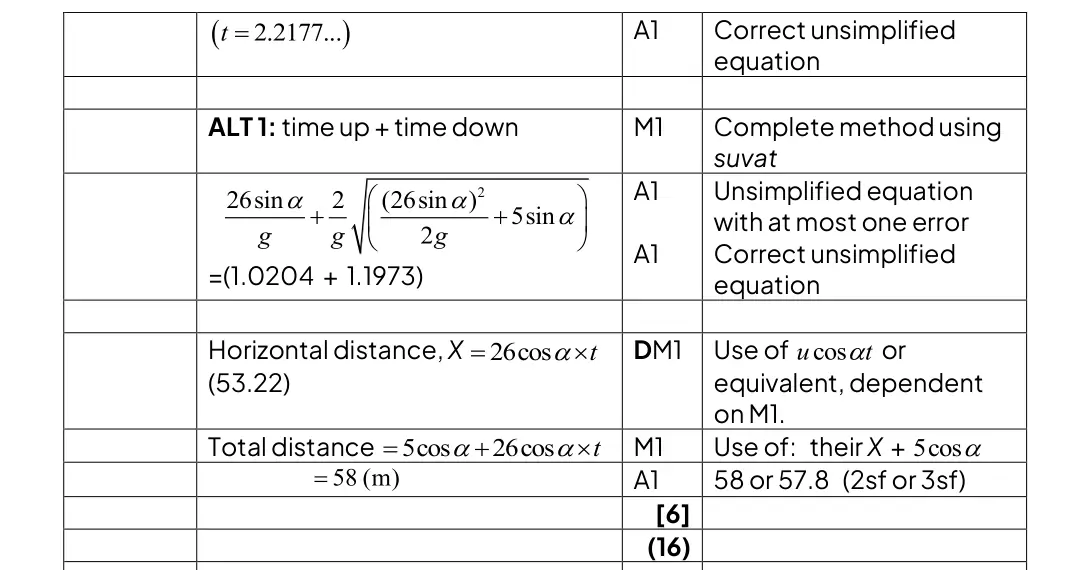 (t = 2.2177...) A1 Correct unsimplified
equation
ALT 1: time up + time down M1 Complete method using
suvat
26sinα/g + 2/g √((26sinα)²/2g + 5sinα) A1 Unsimplified equation
with at most one error
=(1.0204 + 1.1973) A1 Correct unsimplified
equation
Horizontal distance, X = 26cosα×t DM1 Use of ucosαt or
(53.22) equivalent, dependent
on M1.
Total distance = 5cosα+26cosα×t M1 Use of: their X + 5cosα
= 58 (m) A1 58 or 57.8 (2sf or 3sf)
[6]
(16)